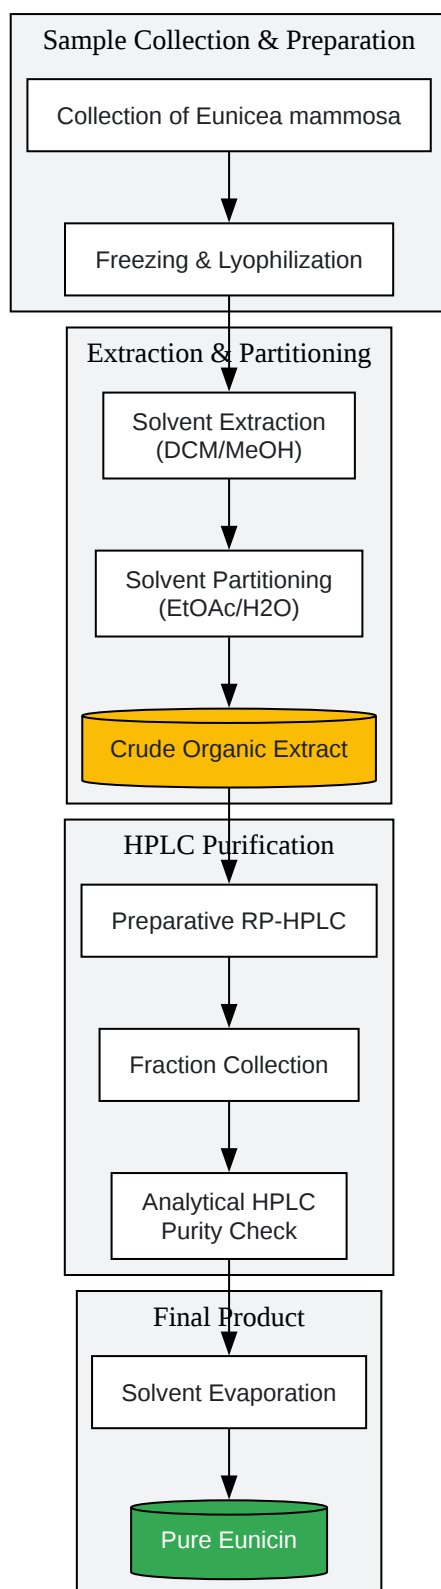 Sample Collection & Preparation
Collection of Eunicea mammosa
Freezing & Lyophilization
Extraction & Partitioning
Solvent Extraction
(DCM/MeOH)
Solvent Partitioning
(EtOAc/H2O)
Crude Organic Extract
HPLC Purification
Preparative RP-HPLC
Fraction Collection
Analytical HPLC
Purity Check
Final Product
Solvent Evaporation
Pure Eunicin